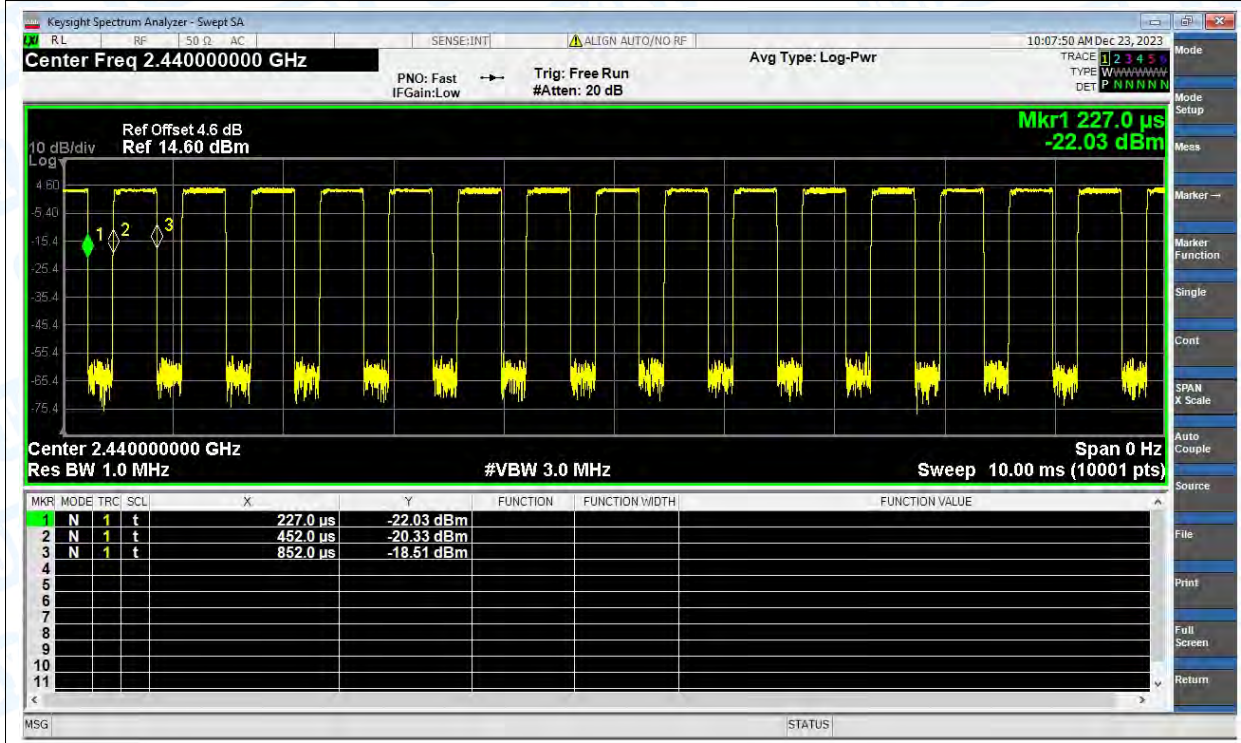 Keysight Spectrum Analyzer - Swept SA
LXI RL RF 50 Ω AC SENSE:INT ALIGN AUTO/NO RF 10:07:50 AM Dec 23, 2023
Center Freq 2.440000000 GHz
PNO: Fast
IFGain:Low
Trig: Free Run
#Atten: 20 dB
Avg Type: Log-Pwr
TRACE 1 2 3 4 5 6
TYPE WWWWWW
DET P N N N N N
Mkr1 227.0 µs
-22.03 dBm
Ref Offset 4.6 dB
10 dB/div Ref 14.60 dBm
Log
4.60
-5.40
-15.4
-25.4
-35.4
-45.4
-55.4
-65.4
-75.4
1 2 3
Center 2.440000000 GHz Span 0 Hz
Res BW 1.0 MHz #VBW 3.0 MHz Sweep 10.00 ms (10001 pts)
MKR MODE TRC SCL X Y FUNCTION FUNCTION WIDTH FUNCTION VALUE
1 N 1 t 227.0 µs -22.03 dBm
2 N 1 t 452.0 µs -20.33 dBm
3 N 1 t 852.0 µs -18.51 dBm
4
5
6
7
8
9
10
11
MSG STATUS
Mode
Mode Setup
Meas
Marker →
Marker Function
Single
Cont
SPAN X Scale
Auto Couple
Source
File
Print
Full Screen
Return